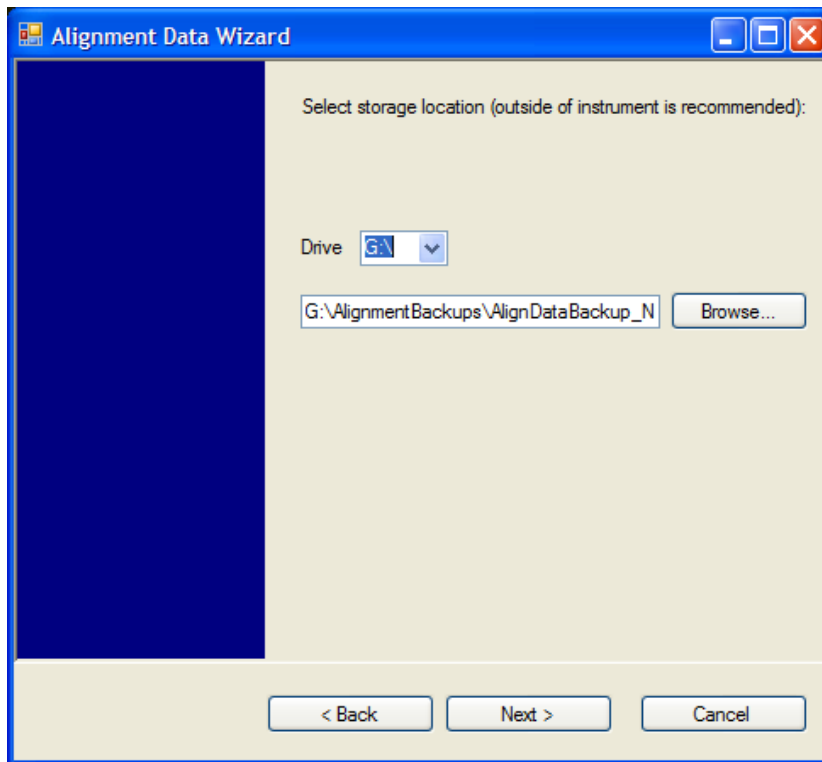 Alignment Data Wizard
Select storage location (outside of instrument is recommended):
Drive G:\
G:\AlignmentBackups\AlignDataBackup_N Browse...
< Back Next > Cancel